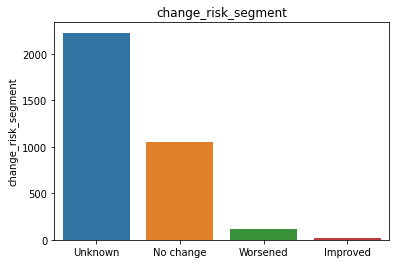 change_risk_segment
change_risk_segment
2000
1500
1000
500
0
Unknown No change Worsened Improved